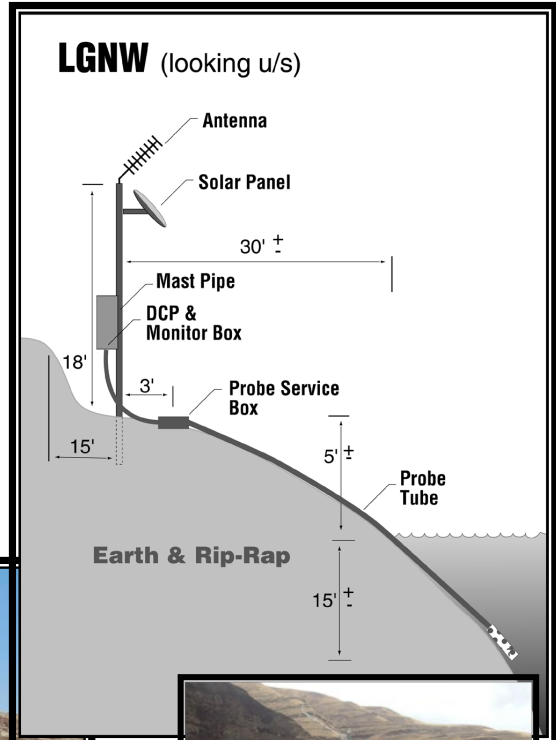 LGNW (looking u/s)
Antenna
Solar Panel
30' ±
Mast Pipe
DCP &
Monitor Box
18'
3'
Probe Service
Box
15'
5' ±
Probe
Tube
Earth & Rip-Rap
15' ±